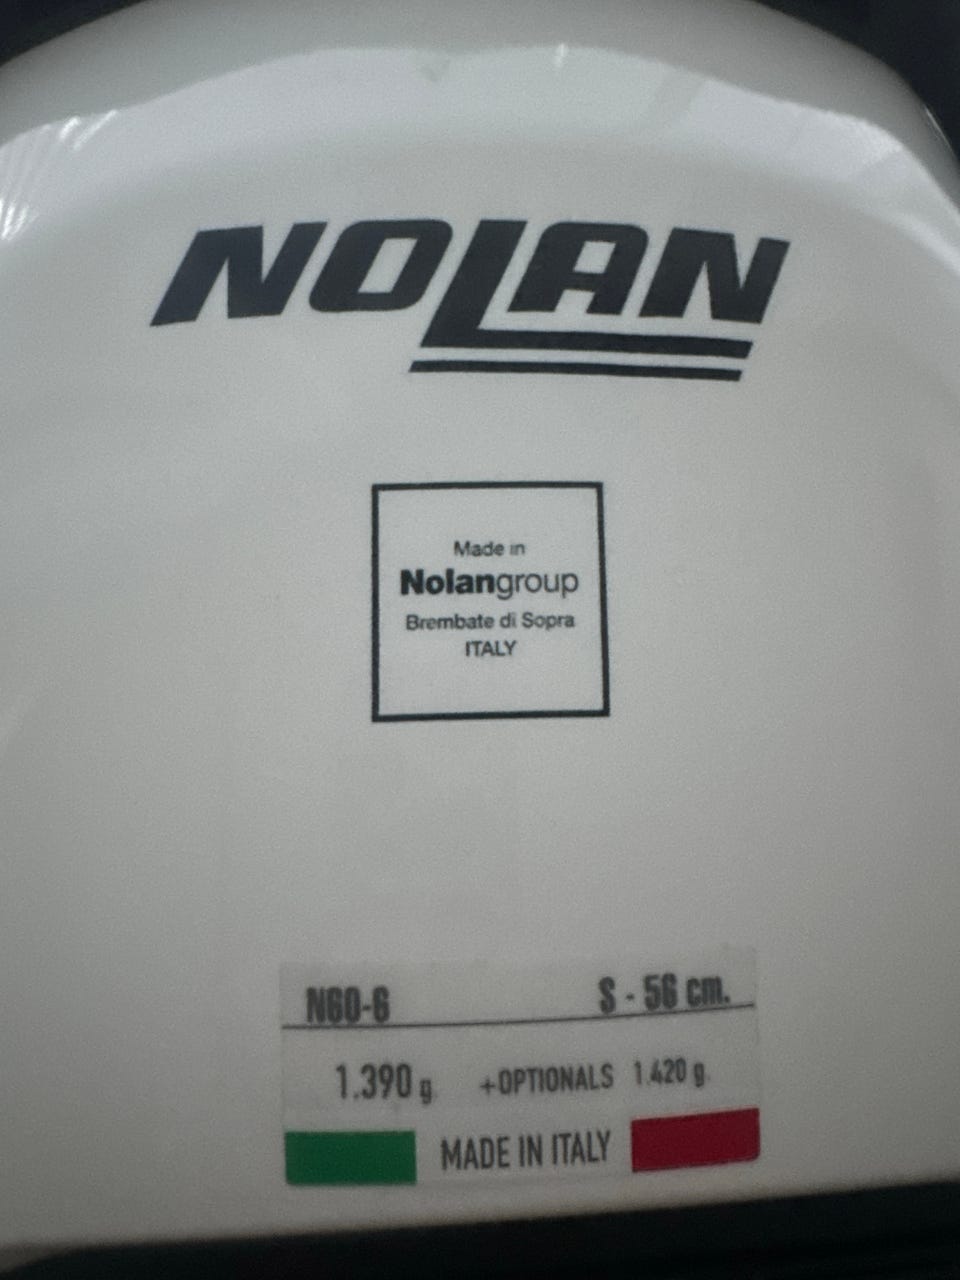 NOLAN
Made in
Nolangroup
Brembate di Sopra
ITALY
N60-6 S - 56 cm.
1.390 g. +OPTIONALS 1.420 g.
MADE IN ITALY